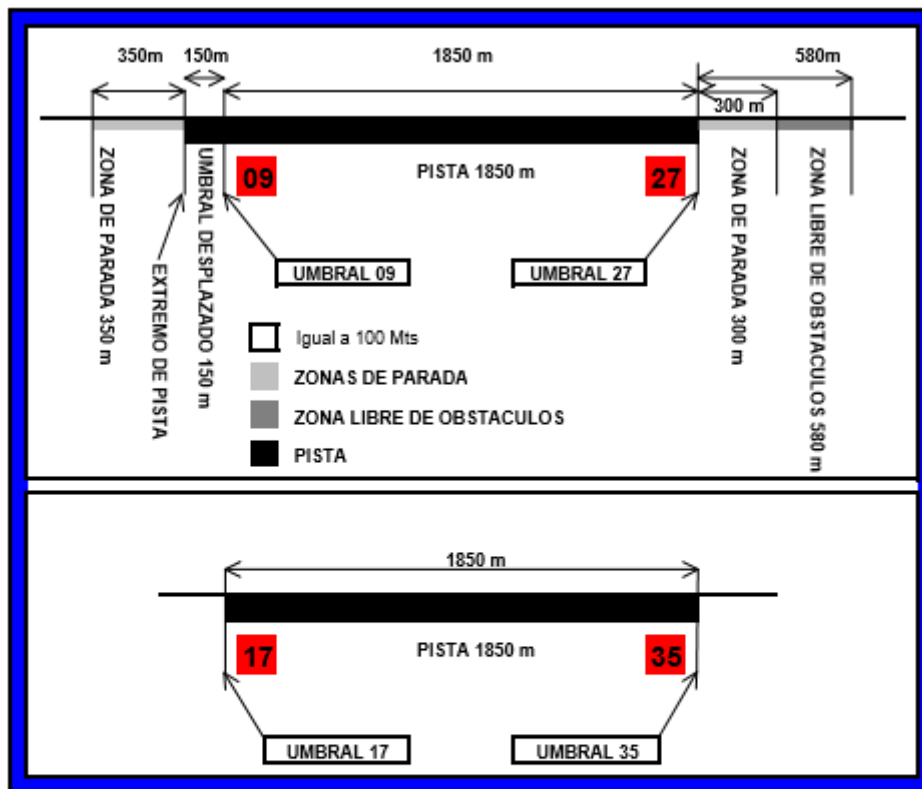 350m
150m
1850 m
580m
300 m
09
PISTA 1850 m
27
ZONA DE PARADA 350 m
EXTREMO DE PISTA
UMBRAL DESPLAZADO 150 m
ZONA DE PARADA 300 m
ZONA LIBRE DE OBSTACULOS 580 m
UMBRAL 09
UMBRAL 27
Igual a 100 Mts
ZONAS DE PARADA
ZONA LIBRE DE OBSTACULOS
PISTA
1850 m
17
PISTA 1850 m
35
UMBRAL 17
UMBRAL 35